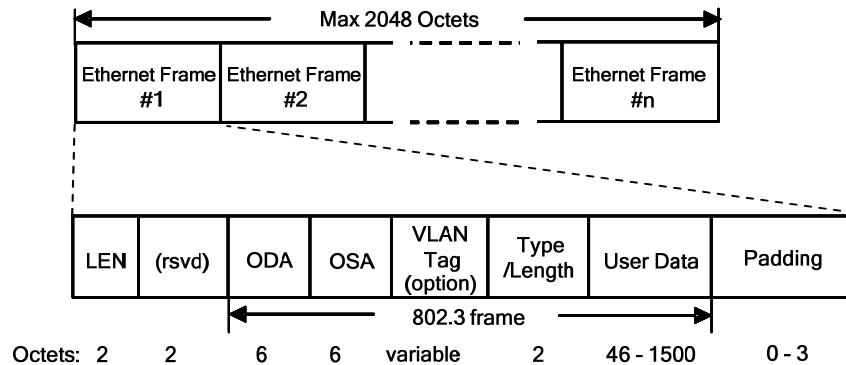 Max 2048 Octets
Ethernet Frame
#1
Ethernet Frame
#2
Ethernet Frame
#n
LEN
(rsvd)
ODA
OSA
VLAN
Tag
(option)
Type
/Length
User Data
Padding
802.3 frame
Octets: 2 2 6 6 variable 2 46 - 1500 0 - 3